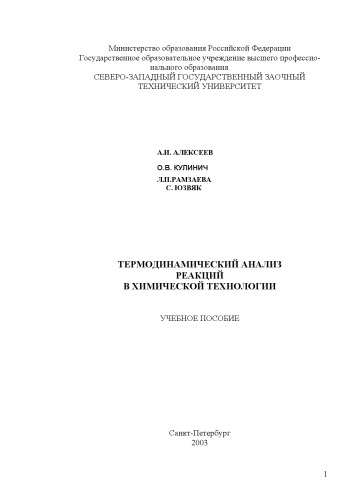 Министерство образования Российской Федерации
Государственное образовательное учреждение высшего профессио-
нального образования
СЕВЕРО-ЗАПАДНЫЙ ГОСУДАРСТВЕННЫЙ ЗАОЧНЫЙ
ТЕХНИЧЕСКИЙ УНИВЕРСИТЕТ
А.И. АЛЕКСЕЕВ
О.В. КУЛИНИЧ
Л.П.РАМЗАЕВА
С. ЮЗВЯК
ТЕРМОДИНАМИЧЕСКИЙ АНАЛИЗ
РЕАКЦИЙ
В ХИМИЧЕСКОЙ ТЕХНОЛОГИИ
УЧЕБНОЕ ПОСОБИЕ
Санкт-Петербург
2003
1